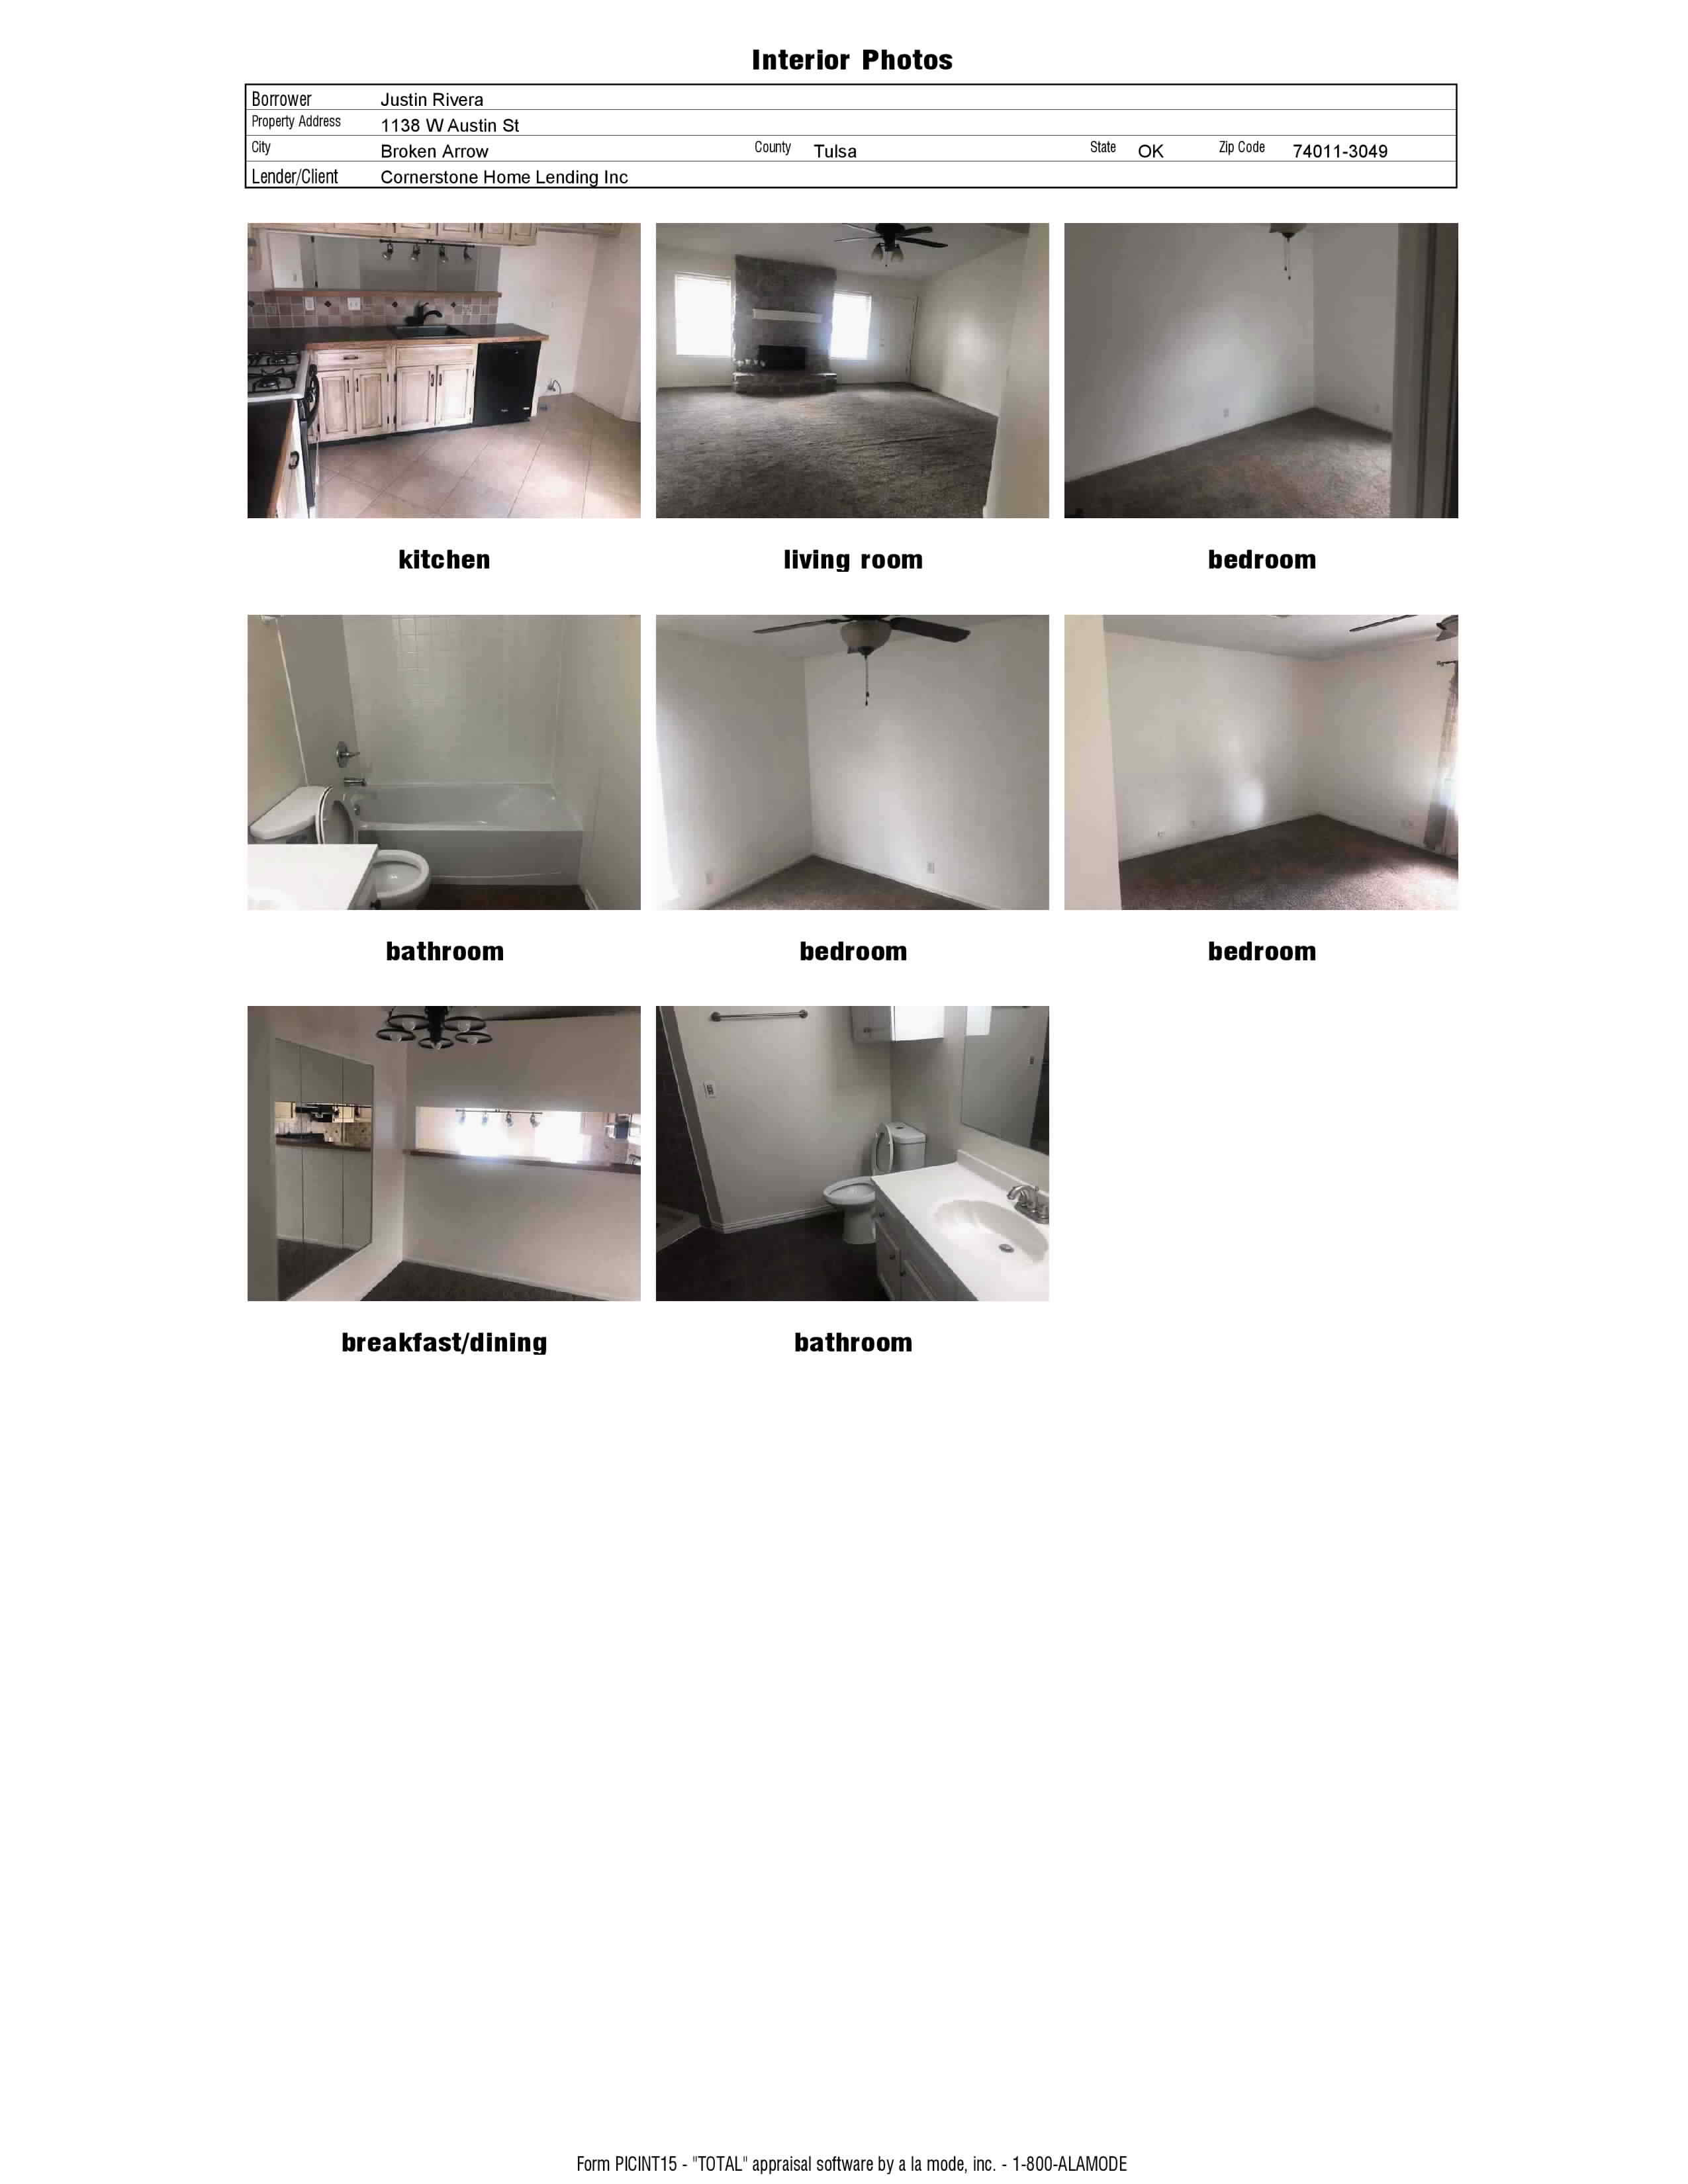 Interior Photos
Borrower Justin Rivera
Property Address 1138 W Austin St
City Broken Arrow County Tulsa State OK Zip Code 74011-3049
Lender/Client Cornerstone Home Lending Inc
kitchen living room bedroom
bathroom bedroom bedroom
breakfast/dining bathroom
Form PICINT15 - "TOTAL" appraisal software by a la mode, inc. - 1-800-ALAMODE